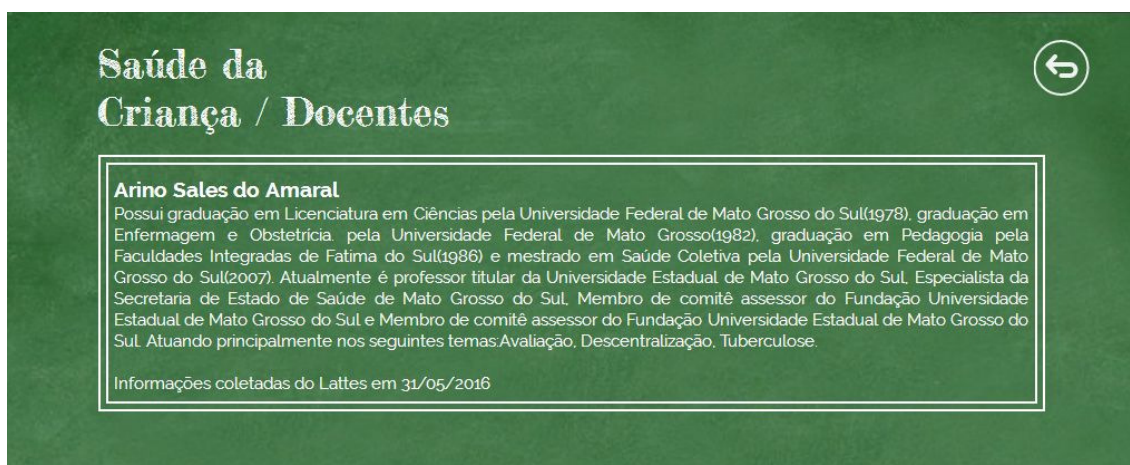 Saúde da
Criança / Docentes
Arino Sales do Amaral
Possui graduação em Licenciatura em Ciências pela Universidade Federal de Mato Grosso do Sul(1978), graduação em
Enfermagem e Obstetrícia. pela Universidade Federal de Mato Grosso(1982), graduação em Pedagogia pela
Faculdades Integradas de Fatima do Sul(1986) e mestrado em Saúde Coletiva pela Universidade Federal de Mato
Grosso do Sul(2007). Atualmente é professor titular da Universidade Estadual de Mato Grosso do Sul, Especialista da
Secretaria de Estado de Saúde de Mato Grosso do Sul, Membro de comitê assessor do Fundação Universidade
Estadual de Mato Grosso do Sul e Membro de comitê assessor do Fundação Universidade Estadual de Mato Grosso do
Sul. Atuando principalmente nos seguintes temas:Avaliação, Descentralização, Tuberculose.
Informações coletadas do Lattes em 31/05/2016